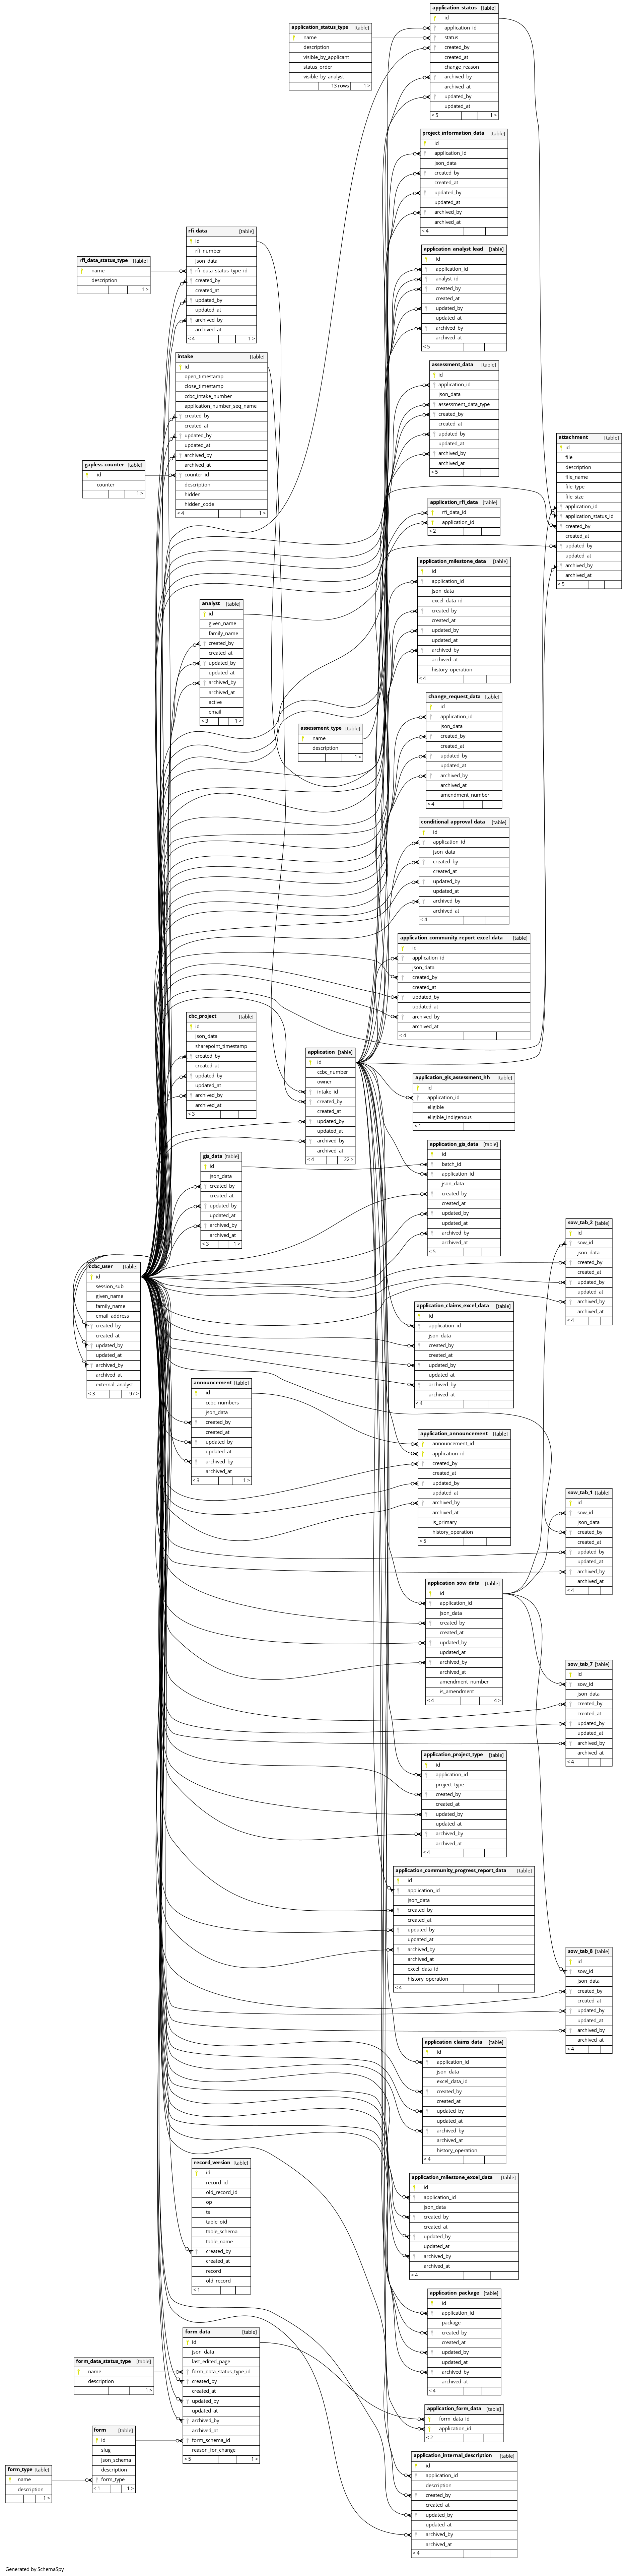 application_status [table]
id
application_id
status
created_by
created_at
change_reason
archived_by
archived_at
updated_by
updated_at
< 5 1 >
application_status_type [table]
name
description
visible_by_applicant
status_order
visible_by_analyst
13 rows 1 >
project_information_data [table]
id
application_id
json_data
created_by
created_at
updated_by
updated_at
archived_by
archived_at
< 4
rfi_data [table]
id
rfi_number
json_data
rfi_data_status_type_id
created_by
created_at
updated_by
updated_at
archived_by
archived_at
< 4 1 >
rfi_data_status_type [table]
name
description
1 >
application_analyst_lead [table]
id
application_id
analyst_id
created_by
created_at
updated_by
updated_at
archived_by
archived_at
< 5
intake [table]
id
open_timestamp
close_timestamp
ccbc_intake_number
application_number_seq_name
created_by
created_at
updated_by
updated_at
archived_by
archived_at
counter_id
description
hidden
hidden_code
< 4 1 >
assessment_data [table]
id
application_id
json_data
assessment_data_type
created_by
created_at
updated_by
updated_at
archived_by
archived_at
< 5
gapless_counter [table]
id
counter
1 >
attachment [table]
id
file
description
file_name
file_type
file_size
application_id
application_status_id
created_by
created_at
updated_by
updated_at
archived_by
archived_at
< 5
application_rfi_data [table]
rfi_data_id
application_id
< 2
application_milestone_data [table]
id
application_id
json_data
excel_data_id
created_by
created_at
updated_by
updated_at
archived_by
archived_at
history_operation
< 4
analyst [table]
id
given_name
family_name
created_by
created_at
updated_by
updated_at
archived_by
archived_at
active
email
< 3 1 >
change_request_data [table]
id
application_id
json_data
created_by
created_at
updated_by
updated_at
archived_by
archived_at
amendment_number
< 4
assessment_type [table]
name
description
1 >
conditional_approval_data [table]
id
application_id
json_data
created_by
created_at
updated_by
updated_at
archived_by
archived_at
< 4
application_community_report_excel_data [table]
id
application_id
json_data
created_by
created_at
updated_by
updated_at
archived_by
archived_at
< 4
cbc_project [table]
id
json_data
sharepoint_timestamp
created_by
created_at
updated_by
updated_at
archived_by
archived_at
< 3
application [table]
id
ccbc_number
owner
intake_id
created_by
created_at
updated_by
updated_at
archived_by
archived_at
< 4 22 >
application_gis_assessment_hh [table]
id
application_id
eligible
eligible_indigenous
< 1
application_gis_data [table]
id
batch_id
application_id
json_data
created_by
created_at
updated_by
updated_at
archived_by
archived_at
< 5
gis_data [table]
id
json_data
created_by
created_at
updated_by
updated_at
archived_by
archived_at
< 3 1 >
sow_tab_2 [table]
id
sow_id
json_data
created_by
created_at
updated_by
updated_at
archived_by
archived_at
< 4
ccbc_user [table]
id
session_sub
given_name
family_name
email_address
created_by
created_at
updated_by
updated_at
archived_by
archived_at
external_analyst
< 3 97 >
application_claims_excel_data [table]
id
application_id
json_data
created_by
created_at
updated_by
updated_at
archived_by
archived_at
< 4
announcement [table]
id
ccbc_numbers
json_data
created_by
created_at
updated_by
updated_at
archived_by
archived_at
< 3 1 >
application_announcement [table]
announcement_id
application_id
created_by
created_at
updated_by
updated_at
archived_by
archived_at
is_primary
history_operation
< 5
sow_tab_1 [table]
id
sow_id
json_data
created_by
created_at
updated_by
updated_at
archived_by
archived_at
< 4
application_sow_data [table]
id
application_id
json_data
created_by
created_at
updated_by
updated_at
archived_by
archived_at
amendment_number
is_amendment
< 4 4 >
sow_tab_7 [table]
id
sow_id
json_data
created_by
created_at
updated_by
updated_at
archived_by
archived_at
< 4
application_project_type [table]
id
application_id
project_type
created_by
created_at
updated_by
updated_at
archived_by
archived_at
< 4
application_community_progress_report_data [table]
id
application_id
json_data
created_by
created_at
updated_by
updated_at
archived_by
archived_at
excel_data_id
history_operation
< 4
sow_tab_8 [table]
id
sow_id
json_data
created_by
created_at
updated_by
updated_at
archived_by
archived_at
< 4
application_claims_data [table]
id
application_id
json_data
excel_data_id
created_by
created_at
updated_by
updated_at
archived_by
archived_at
history_operation
< 4
record_version [table]
id
record_id
old_record_id
op
ts
table_oid
table_schema
table_name
created_by
created_at
record
old_record
< 1
application_milestone_excel_data [table]
id
application_id
json_data
created_by
created_at
updated_by
updated_at
archived_by
archived_at
< 4
application_package [table]
id
application_id
package
created_by
created_at
updated_by
updated_at
archived_by
archived_at
< 4
form_data [table]
id
json_data
last_edited_page
form_data_status_type_id
created_by
created_at
updated_by
updated_at
archived_by
archived_at
form_schema_id
reason_for_change
< 5 1 >
form_data_status_type [table]
name
description
1 >
application_form_data [table]
form_data_id
application_id
< 2
form [table]
id
slug
json_schema
description
form_type
< 1 1 >
form_type [table]
name
description
1 >
application_internal_description [table]
id
application_id
description
created_by
created_at
updated_by
updated_at
archived_by
archived_at
< 4
Generated by SchemaSpy